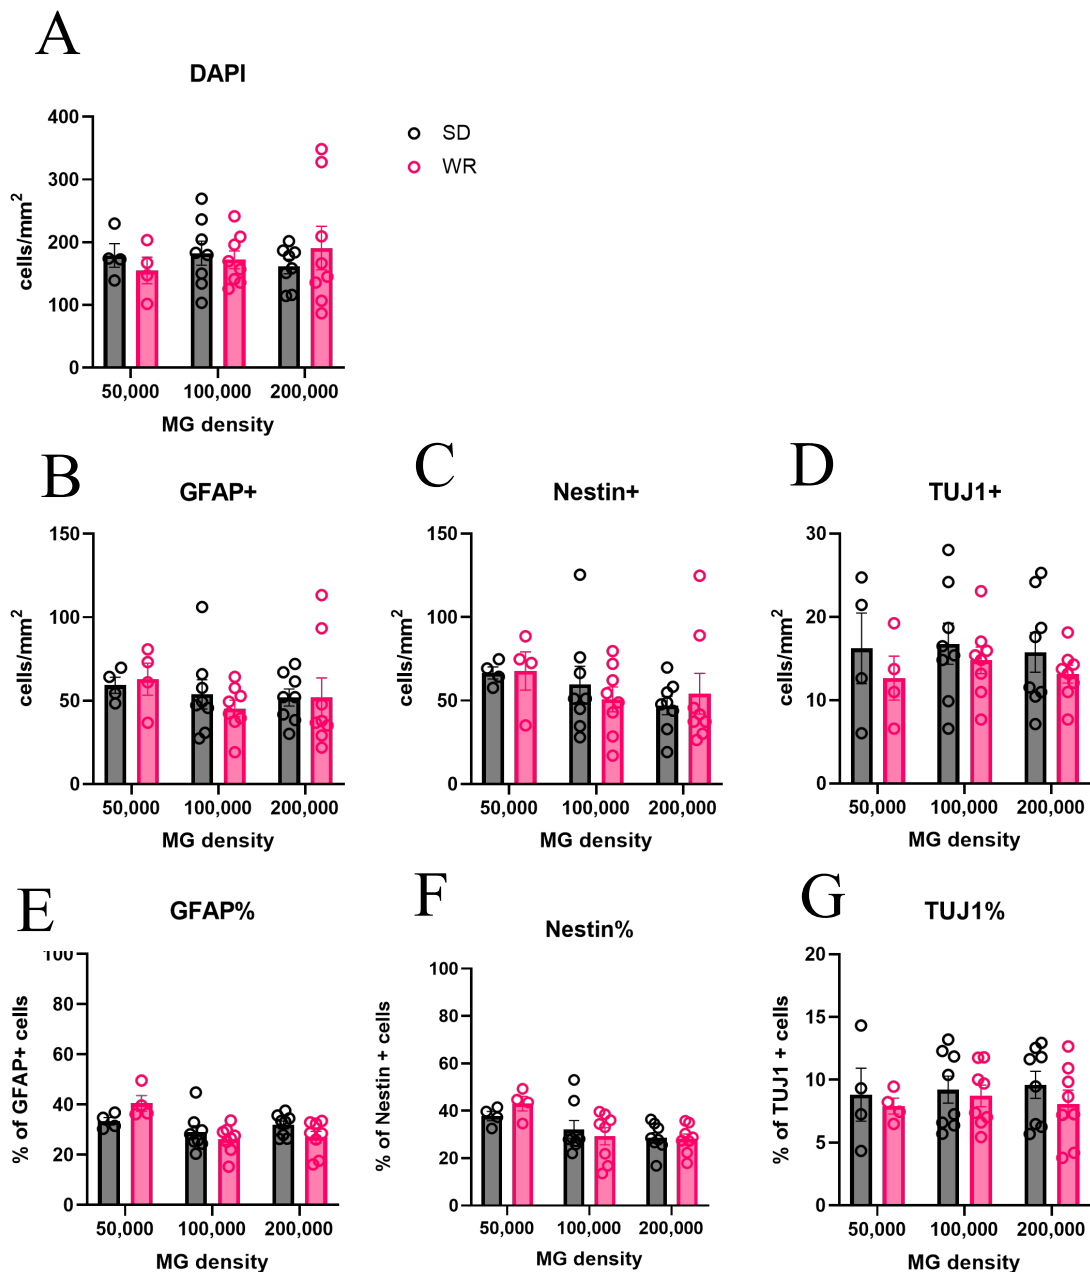 A
DAPI
400
300
200
100
0
cells/mm²
50,000 100,000 200,000
MG density
SD
WR
B
GFAP+
150
100
50
0
cells/mm²
50,000 100,000 200,000
MG density
C
Nestin+
150
100
50
0
cells/mm²
50,000 100,000 200,000
MG density
D
TUJ1+
30
20
10
0
cells/mm²
50,000 100,000 200,000
MG density
E
GFAP%
100
80
60
40
20
0
% of GFAP+ cells
50,000 100,000 200,000
MG density
F
Nestin%
100
80
60
40
20
0
% of Nestin + cells
50,000 100,000 200,000
MG density
G
TUJ1%
20
15
10
5
0
% of TUJ1 + cells
50,000 100,000 200,000
MG density